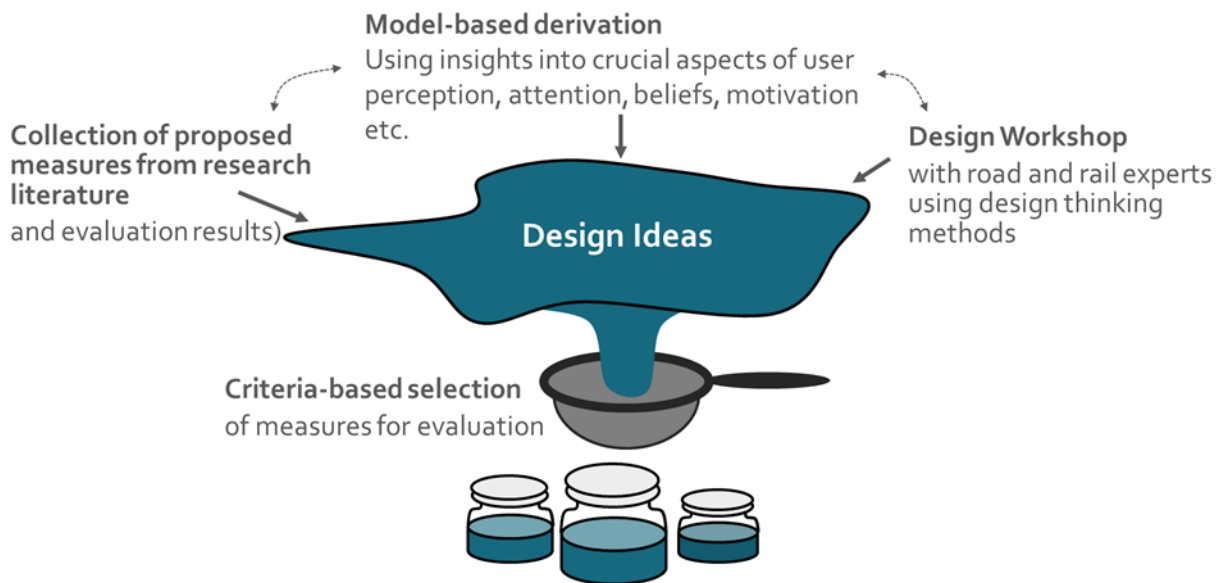 Model-based derivation
Using insights into crucial aspects of user
perception, attention, beliefs, motivation
etc.
Collection of proposed
measures from research
literature
and evaluation results)
Design Workshop
with road and rail experts
using design thinking
methods
Design Ideas
Criteria-based selection
of measures for evaluation